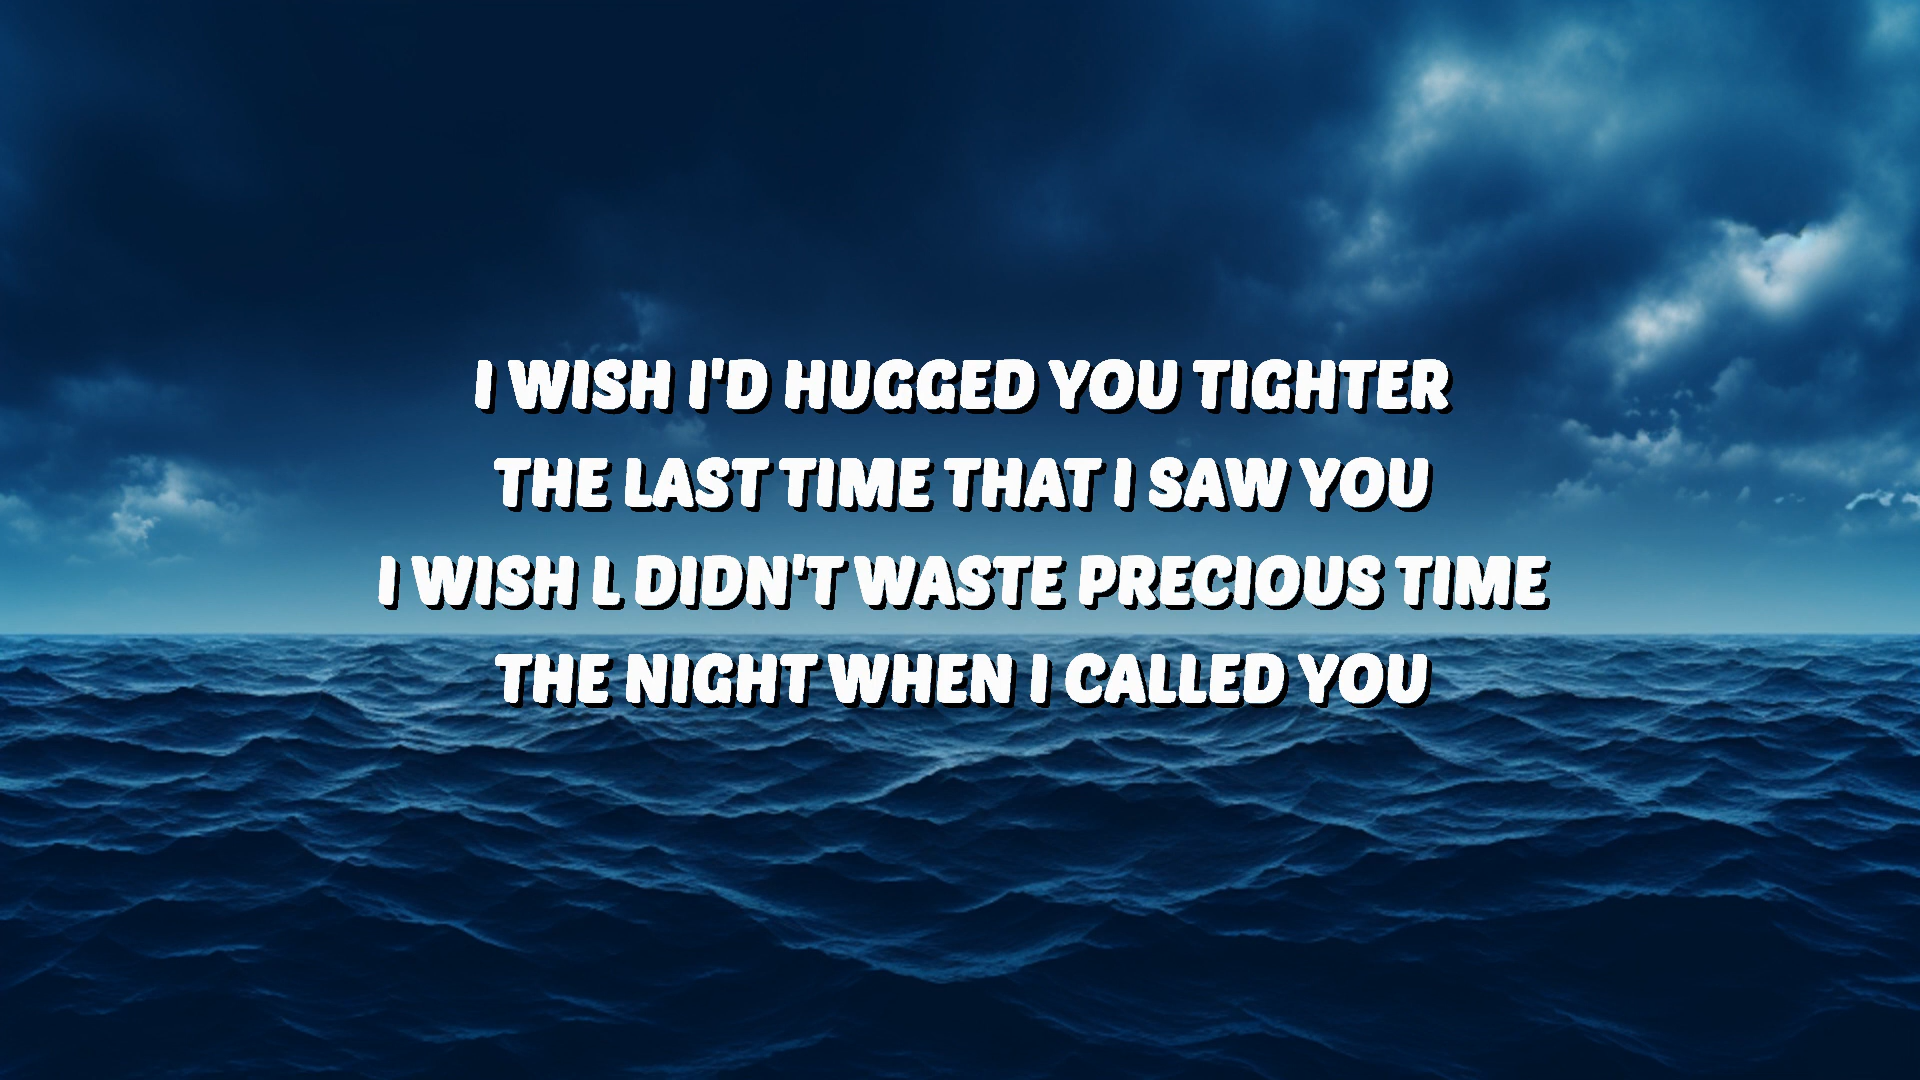 I WISH I'D HUGGED YOU TIGHTER
THE LAST TIME THAT I SAW YOU
I WISH L DIDN'T WASTE PRECIOUS TIME
THE NIGHT WHEN I CALLED YOU